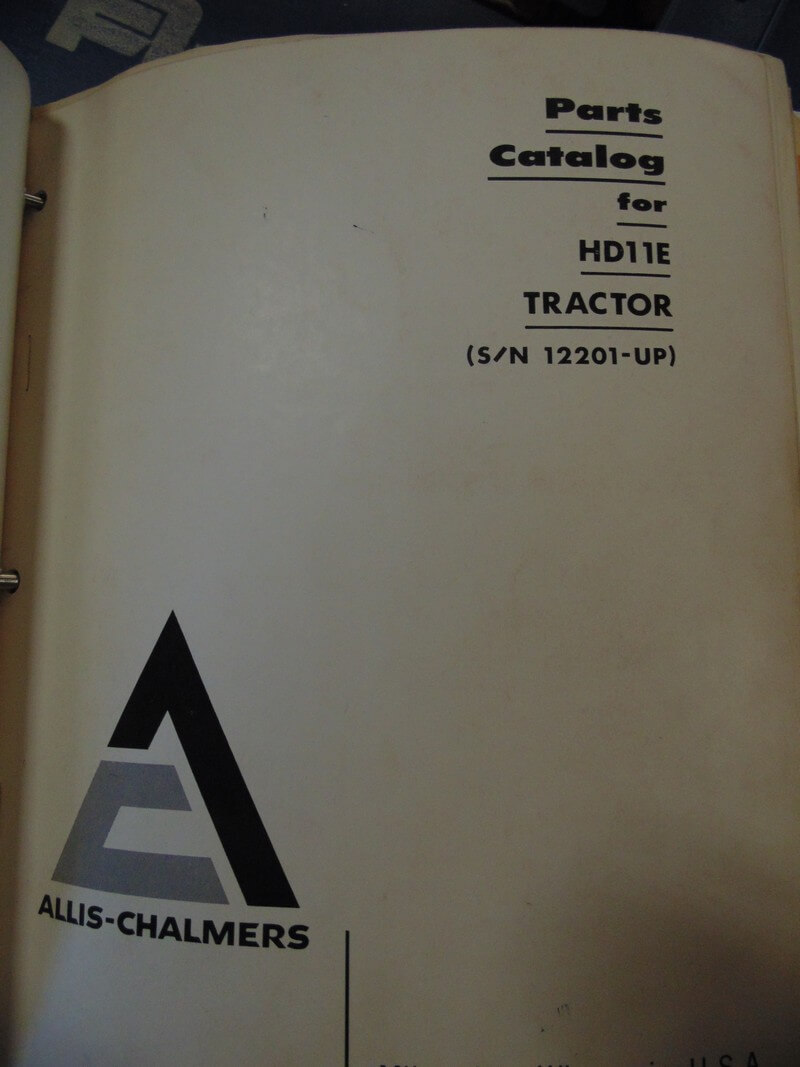 Parts
Catalog
for
HD11E
TRACTOR
(S/N 12201-UP)
ALLIS-CHALMERS
U.S.A.